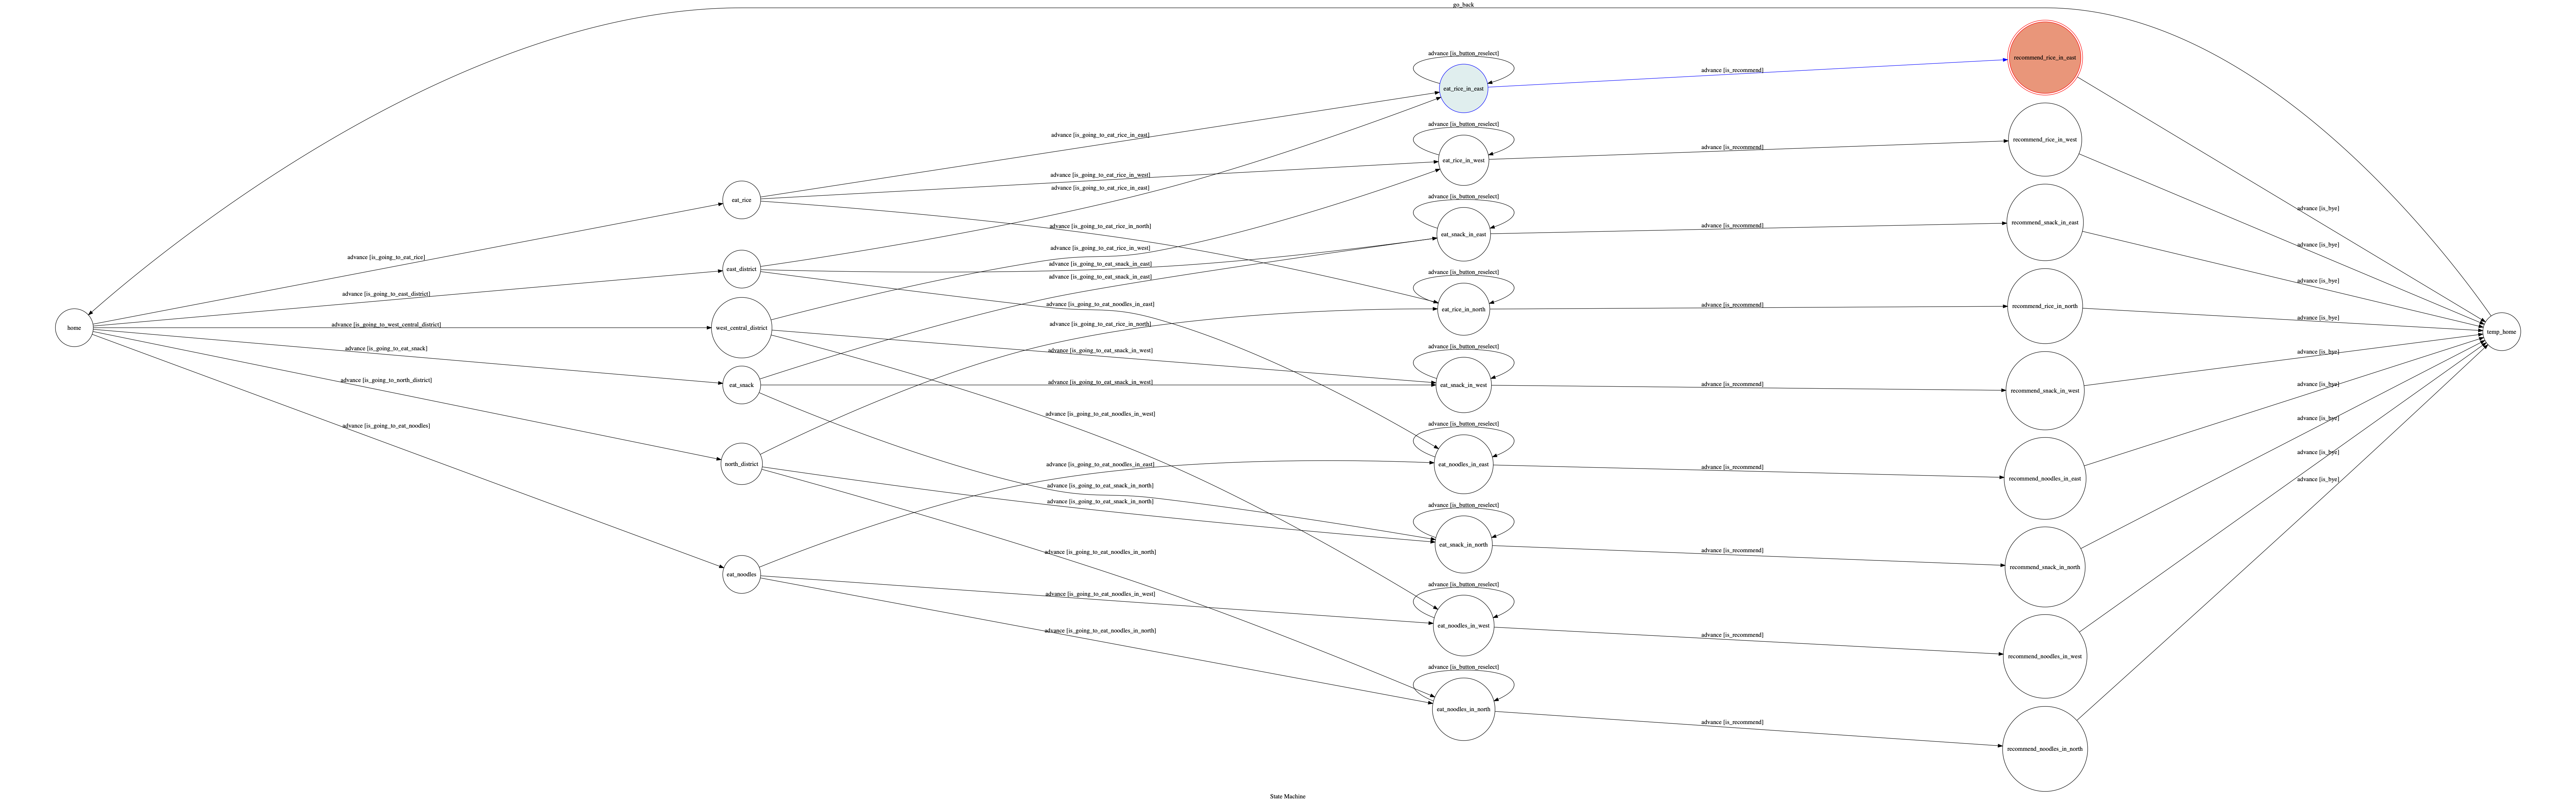 go_back
advance [is_button_reselect]
recommend_rice_in_east
advance [is_recommend]
eat_rice_in_east
advance [is_button_reselect]
advance [is_going_to_eat_rice_in_east]
recommend_rice_in_west
advance [is_recommend]
eat_rice_in_west
advance [is_going_to_eat_rice_in_west]
advance [is_going_to_eat_rice_in_east]
advance [is_button_reselect]
eat_rice
advance [is_bye]
recommend_snack_in_east
advance [is_recommend]
advance [is_going_to_eat_rice_in_north]
eat_snack_in_east
advance [is_bye]
advance [is_going_to_eat_rice_in_west]
advance [is_going_to_eat_rice]
advance [is_going_to_eat_snack_in_east]
east_district
advance [is_button_reselect]
advance [is_going_to_eat_snack_in_east]
advance [is_bye]
advance [is_going_to_east_district]
advance [is_going_to_eat_noodles_in_east]
advance [is_recommend]
recommend_rice_in_north
eat_rice_in_north
advance [is_bye]
advance [is_going_to_west_central_district]
advance [is_going_to_eat_rice_in_north]
home
west_central_district
temp_home
advance [is_button_reselect]
advance [is_going_to_eat_snack]
advance [is_going_to_eat_snack_in_west]
advance [is_bye]
advance [is_going_to_north_district]
eat_snack
advance [is_going_to_eat_snack_in_west]
eat_snack_in_west
advance [is_recommend]
advance [is_bye]
recommend_snack_in_west
advance [is_going_to_eat_noodles_in_west]
advance [is_bye]
advance [is_going_to_eat_noodles]
advance [is_button_reselect]
advance [is_bye]
north_district
advance [is_going_to_eat_noodles_in_east]
eat_noodles_in_east
advance [is_recommend]
recommend_noodles_in_east
advance [is_bye]
advance [is_going_to_eat_snack_in_north]
advance [is_going_to_eat_snack_in_north]
advance [is_button_reselect]
eat_snack_in_north
advance [is_recommend]
advance [is_going_to_eat_noodles_in_north]
recommend_snack_in_north
eat_noodles
advance [is_button_reselect]
advance [is_going_to_eat_noodles_in_west]
eat_noodles_in_west
advance [is_going_to_eat_noodles_in_north]
advance [is_recommend]
recommend_noodles_in_west
advance [is_button_reselect]
eat_noodles_in_north
advance [is_recommend]
recommend_noodles_in_north
State Machine